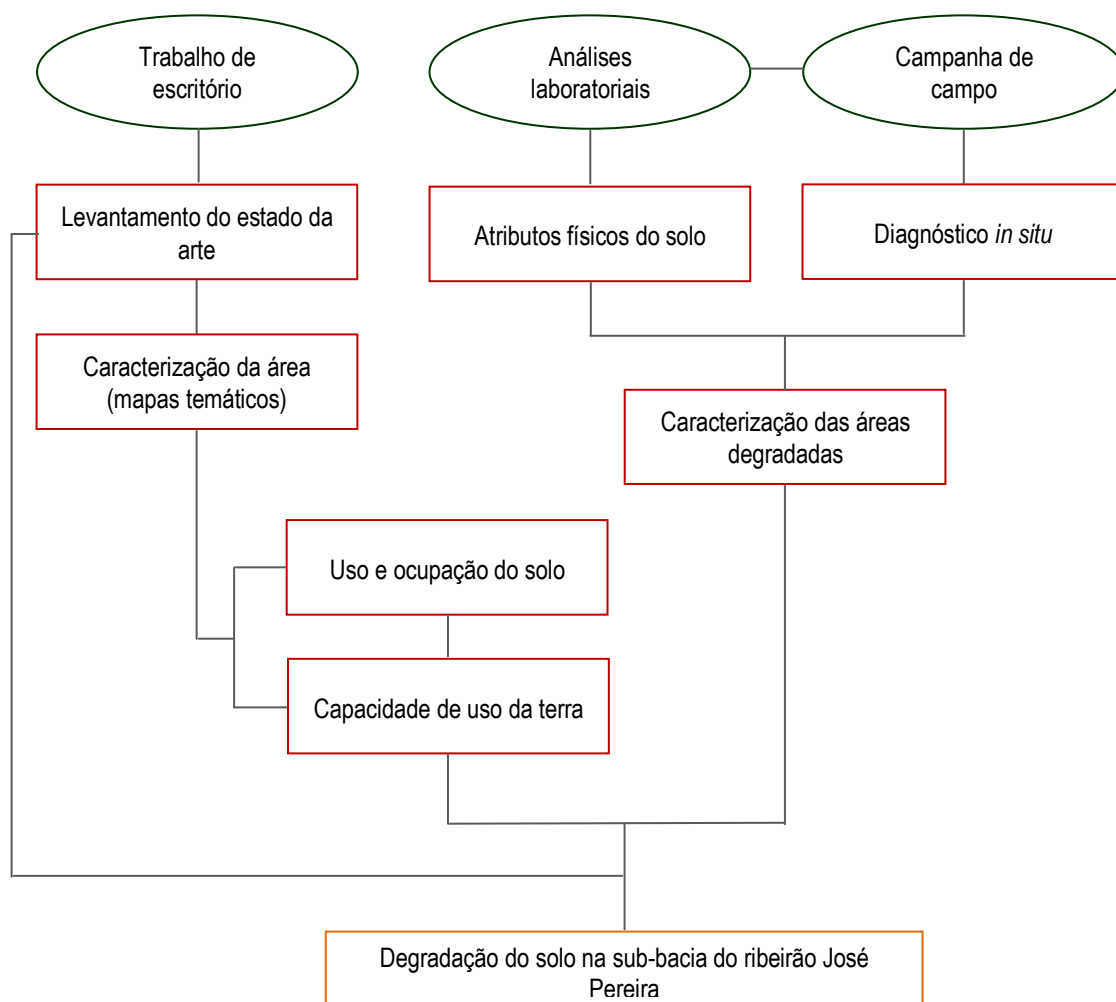 Trabalho de
escritório
Análises
laboratoriais
Campanha de
campo
Levantamento do estado da
arte
Atributos físicos do solo
Diagnóstico in situ
Caracterização da área
(mapas temáticos)
Caracterização das áreas
degradadas
Uso e ocupação do solo
Capacidade de uso da terra
Degradação do solo na sub-bacia do ribeirão José
Pereira